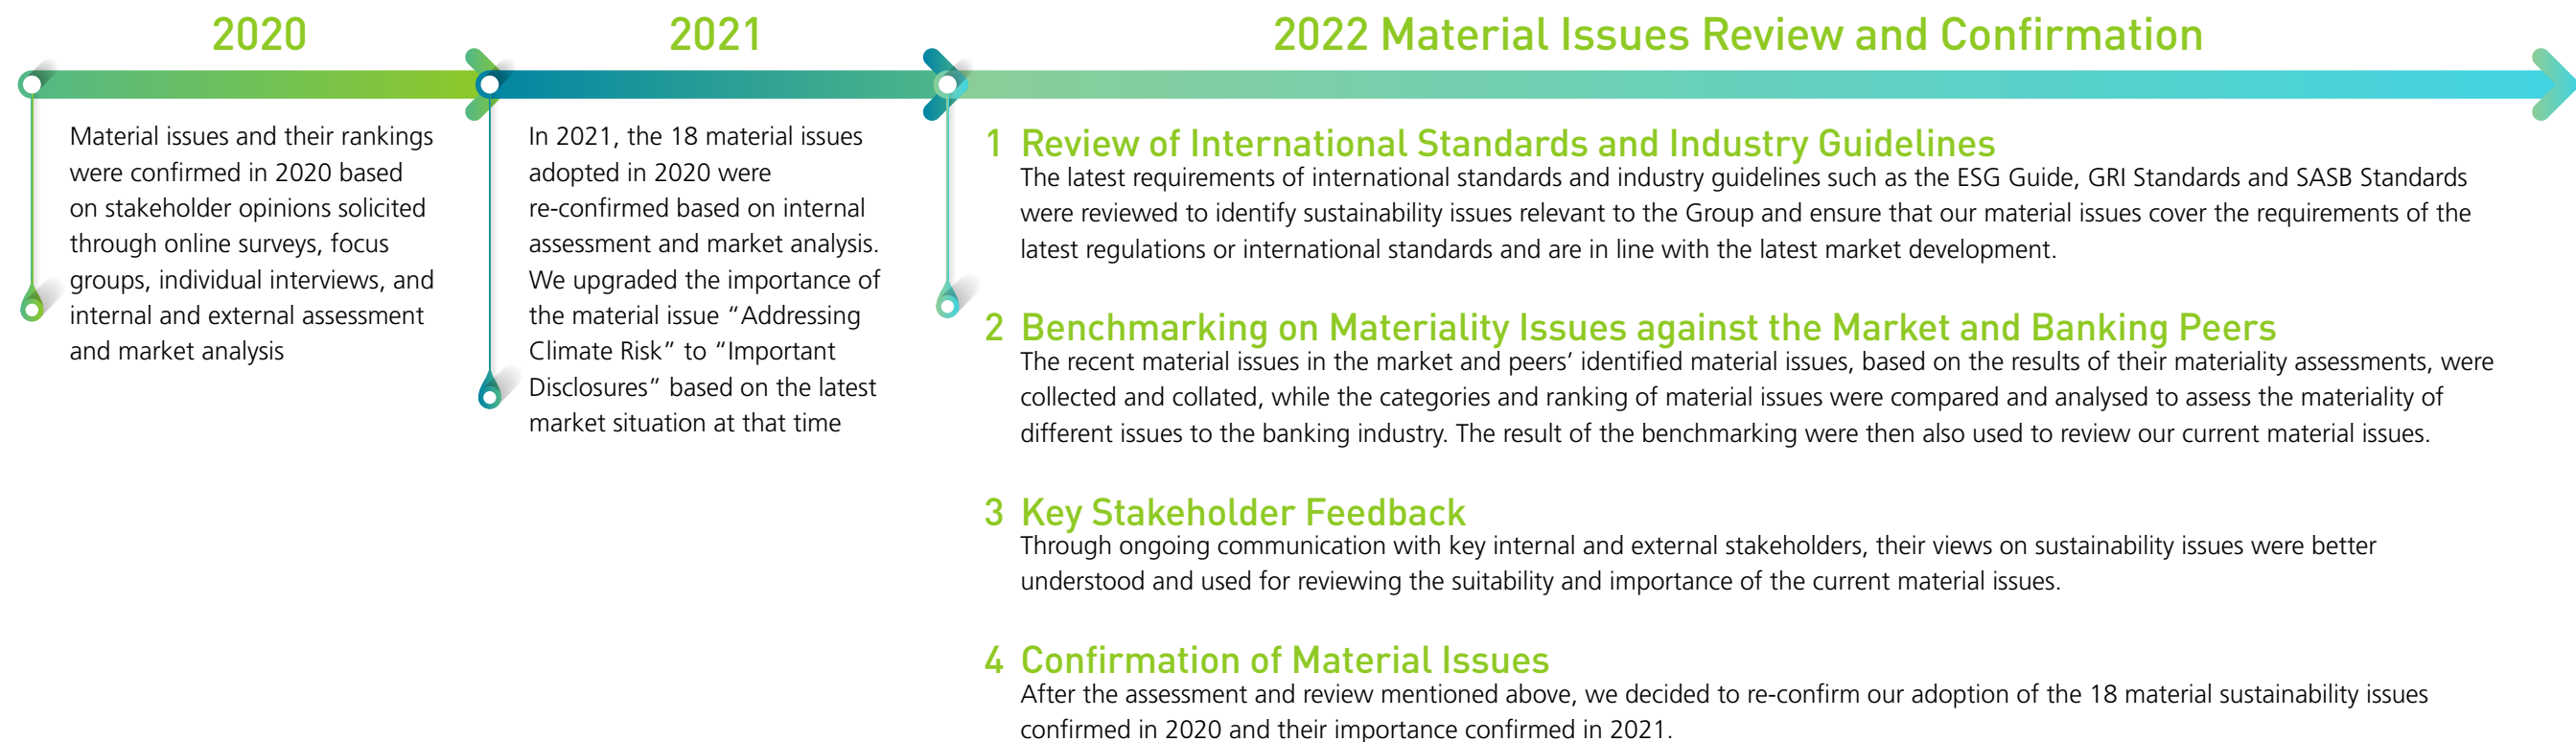 2020
Material issues and their rankings
were confirmed in 2020 based
on stakeholder opinions solicited
through online surveys, focus
groups, individual interviews, and
internal and external assessment
and market analysis
2021
In 2021, the 18 material issues
adopted in 2020 were
re-confirmed based on internal
assessment and market analysis.
We upgraded the importance of
the material issue “Addressing
Climate Risk” to “Important
Disclosures” based on the latest
market situation at that time
2022 Material Issues Review and Confirmation
1 Review of International Standards and Industry Guidelines
The latest requirements of international standards and industry guidelines such as the ESG Guide, GRI Standards and SASB Standards
were reviewed to identify sustainability issues relevant to the Group and ensure that our material issues cover the requirements of the
latest regulations or international standards and are in line with the latest market development.
2 Benchmarking on Materiality Issues against the Market and Banking Peers
The recent material issues in the market and peers’ identified material issues, based on the results of their materiality assessments, were
collected and collated, while the categories and ranking of material issues were compared and analysed to assess the materiality of
different issues to the banking industry. The result of the benchmarking were then also used to review our current material issues.
3 Key Stakeholder Feedback
Through ongoing communication with key internal and external stakeholders, their views on sustainability issues were better
understood and used for reviewing the suitability and importance of the current material issues.
4 Confirmation of Material Issues
After the assessment and review mentioned above, we decided to re-confirm our adoption of the 18 material sustainability issues
confirmed in 2020 and their importance confirmed in 2021.